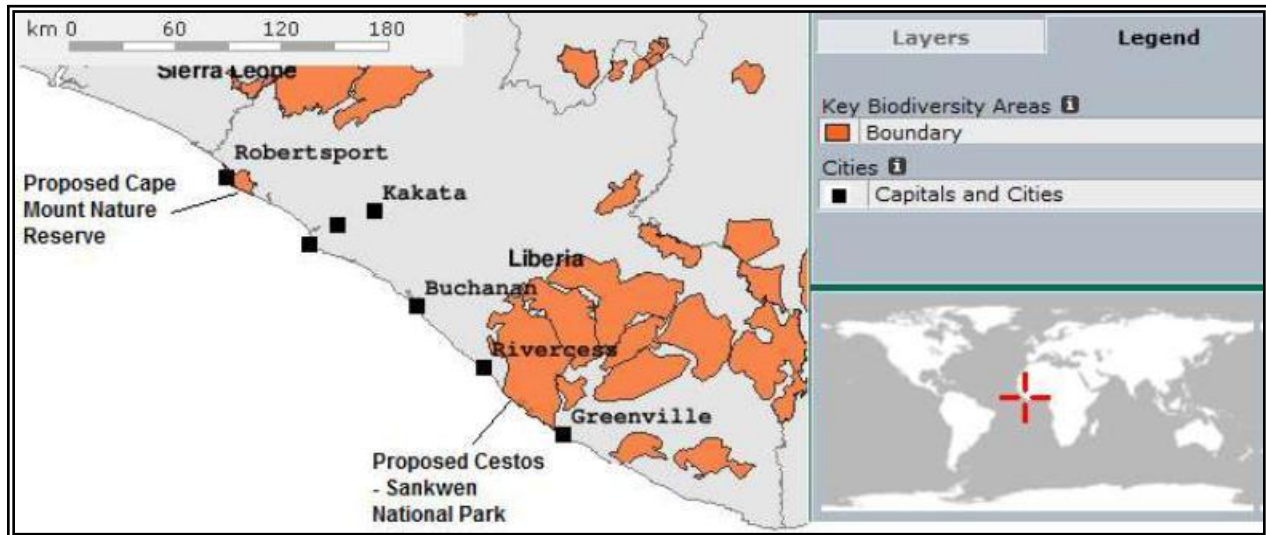 km 0 60 120 180
Sierra Leone
Robertsport
Proposed Cape
Mount Nature
Reserve
Kakata
Liberia
Buchanan
Rivercess
Greenville
Proposed Cestos
- Sankwen
National Park
Layers
Legend
Key Biodiversity Areas i
Boundary
Cities i
Capitals and Cities